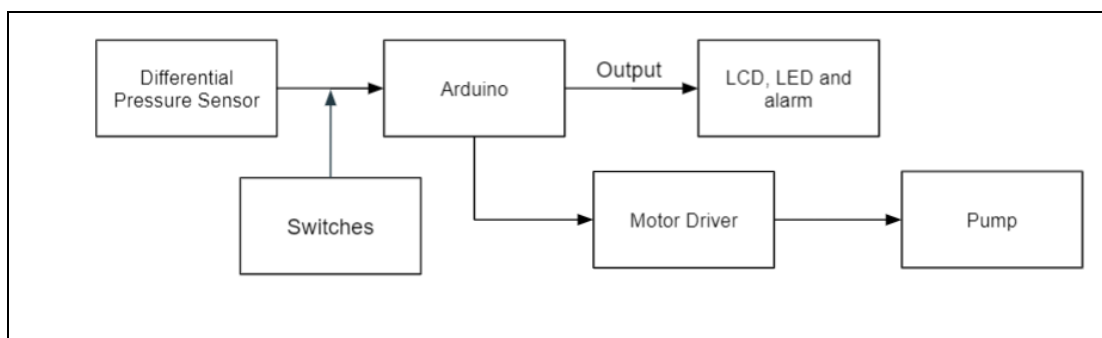 Differential
Pressure Sensor
Arduino
Output
LCD, LED and
alarm
Switches
Motor Driver
Pump